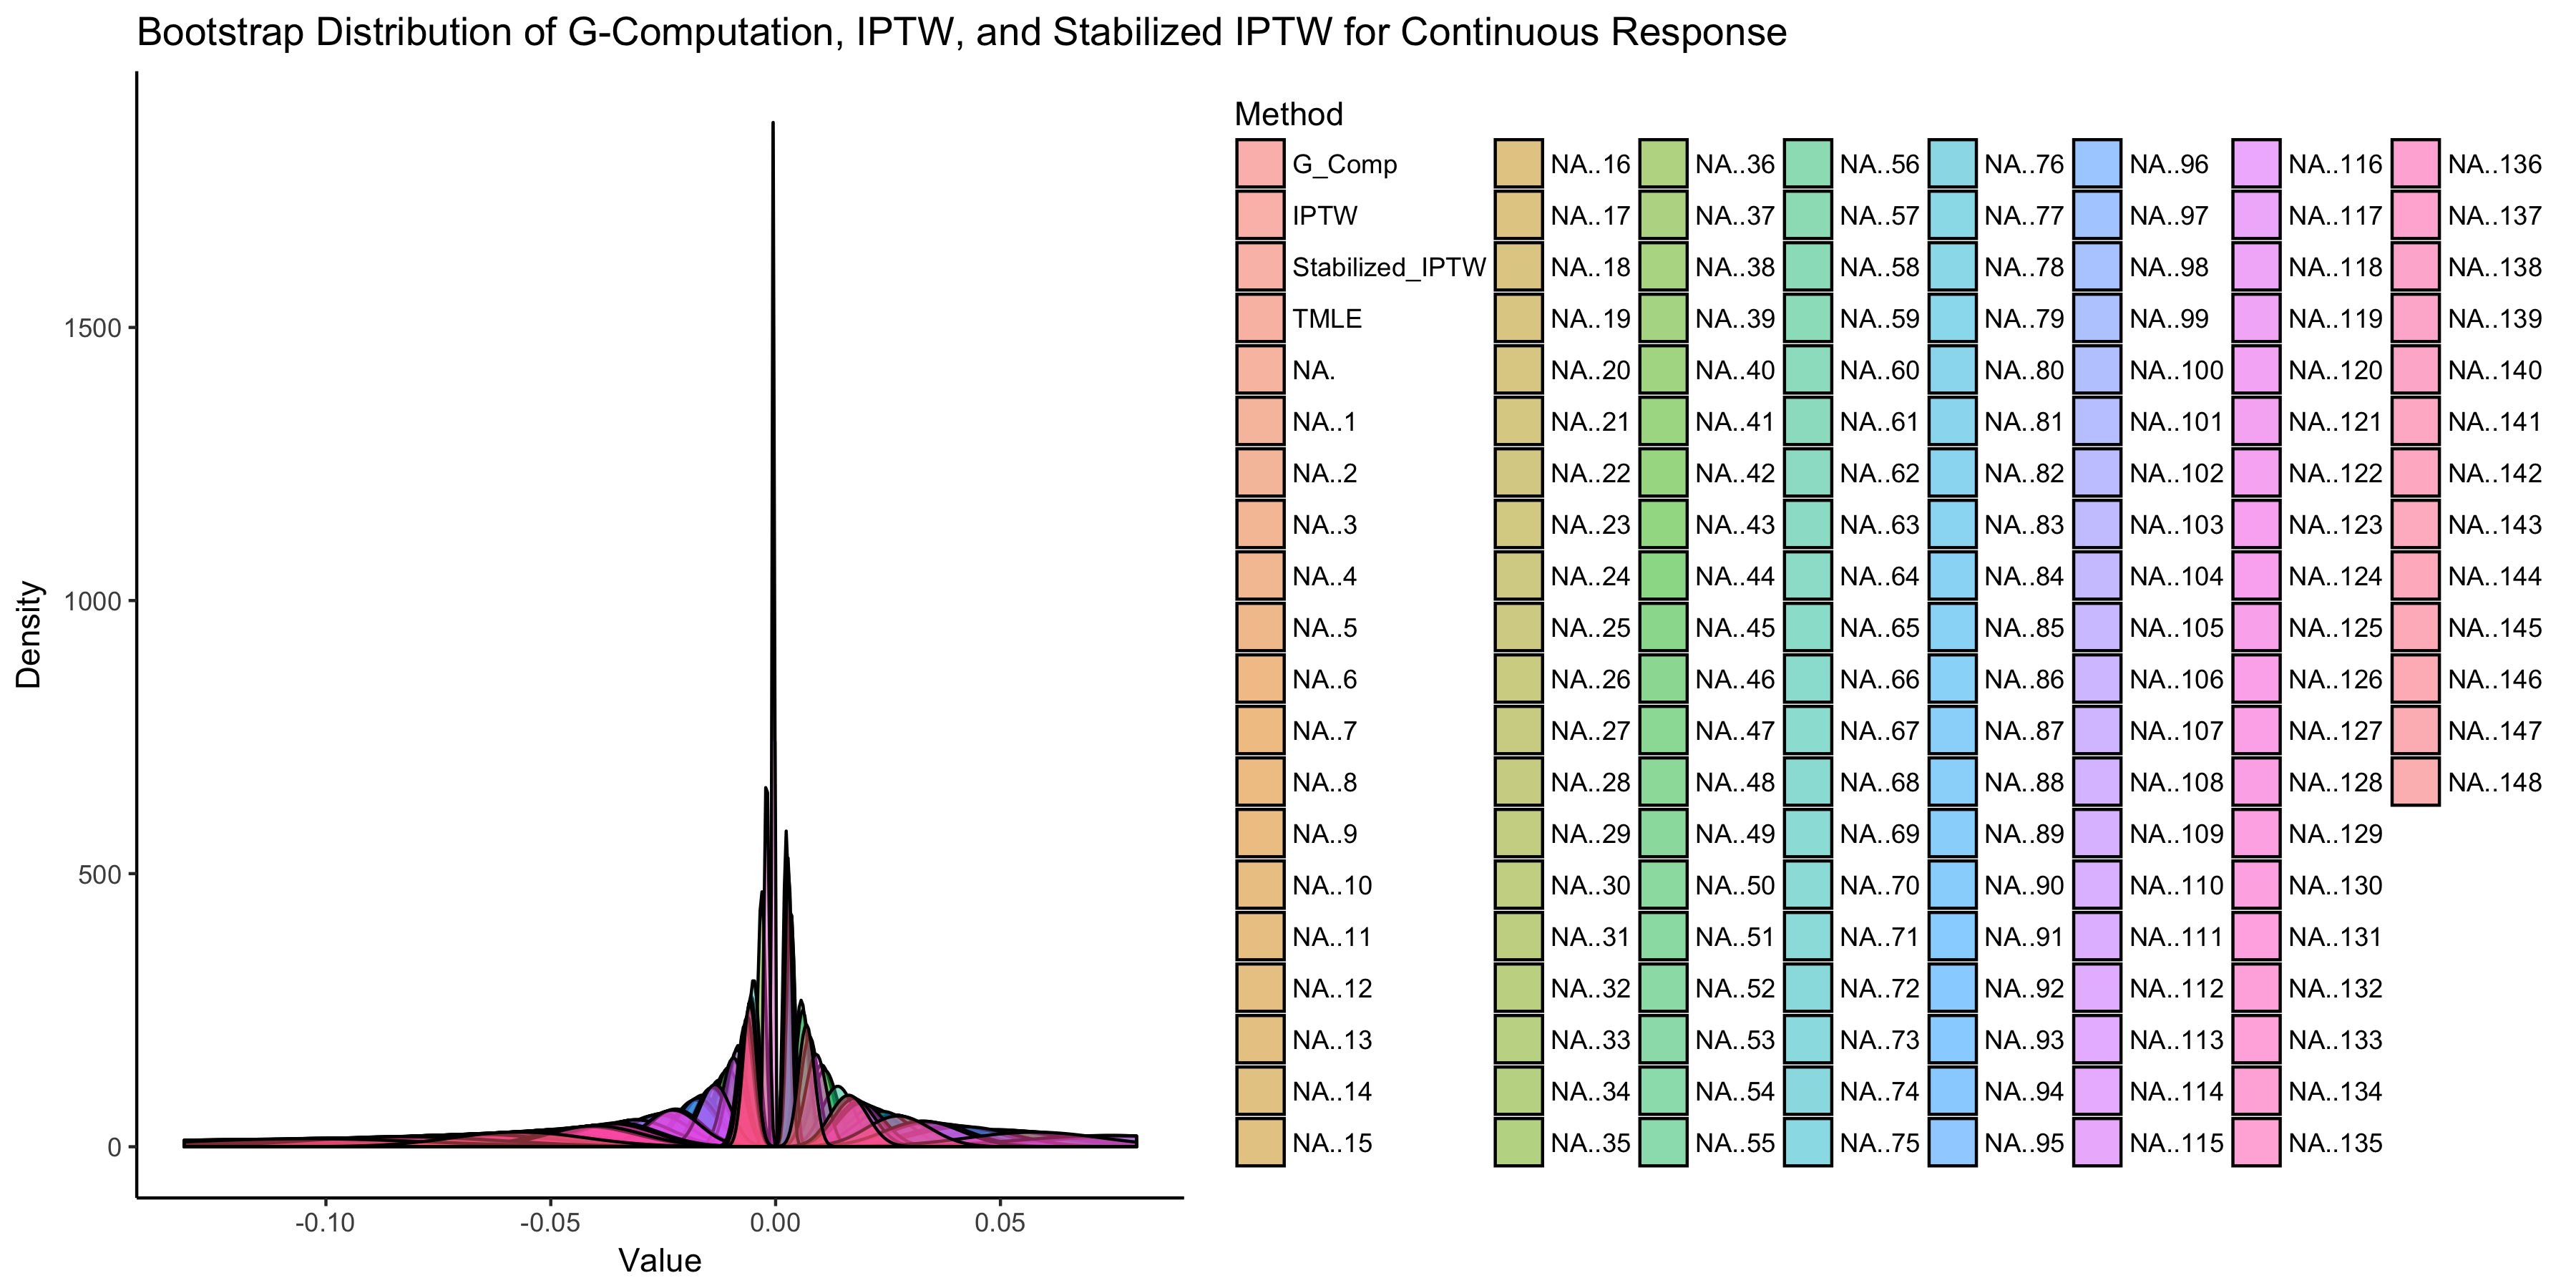 Bootstrap Distribution of G-Computation, IPTW, and Stabilized IPTW for Continuous Response
Density
1500
1000
500
0
-0.10
-0.05
0.00
0.05
Value
Method
G_Comp
IPTW
Stabilized_IPTW
TMLE
NA.
NA..1
NA..2
NA..3
NA..4
NA..5
NA..6
NA..7
NA..8
NA..9
NA..10
NA..11
NA..12
NA..13
NA..14
NA..15
NA..16
NA..17
NA..18
NA..19
NA..20
NA..21
NA..22
NA..23
NA..24
NA..25
NA..26
NA..27
NA..28
NA..29
NA..30
NA..31
NA..32
NA..33
NA..34
NA..35
NA..36
NA..37
NA..38
NA..39
NA..40
NA..41
NA..42
NA..43
NA..44
NA..45
NA..46
NA..47
NA..48
NA..49
NA..50
NA..51
NA..52
NA..53
NA..54
NA..55
NA..56
NA..57
NA..58
NA..59
NA..60
NA..61
NA..62
NA..63
NA..64
NA..65
NA..66
NA..67
NA..68
NA..69
NA..70
NA..71
NA..72
NA..73
NA..74
NA..75
NA..76
NA..77
NA..78
NA..79
NA..80
NA..81
NA..82
NA..83
NA..84
NA..85
NA..86
NA..87
NA..88
NA..89
NA..90
NA..91
NA..92
NA..93
NA..94
NA..95
NA..96
NA..97
NA..98
NA..99
NA..100
NA..101
NA..102
NA..103
NA..104
NA..105
NA..106
NA..107
NA..108
NA..109
NA..110
NA..111
NA..112
NA..113
NA..114
NA..115
NA..116
NA..117
NA..118
NA..119
NA..120
NA..121
NA..122
NA..123
NA..124
NA..125
NA..126
NA..127
NA..128
NA..129
NA..130
NA..131
NA..132
NA..133
NA..134
NA..135
NA..136
NA..137
NA..138
NA..139
NA..140
NA..141
NA..142
NA..143
NA..144
NA..145
NA..146
NA..147
NA..148